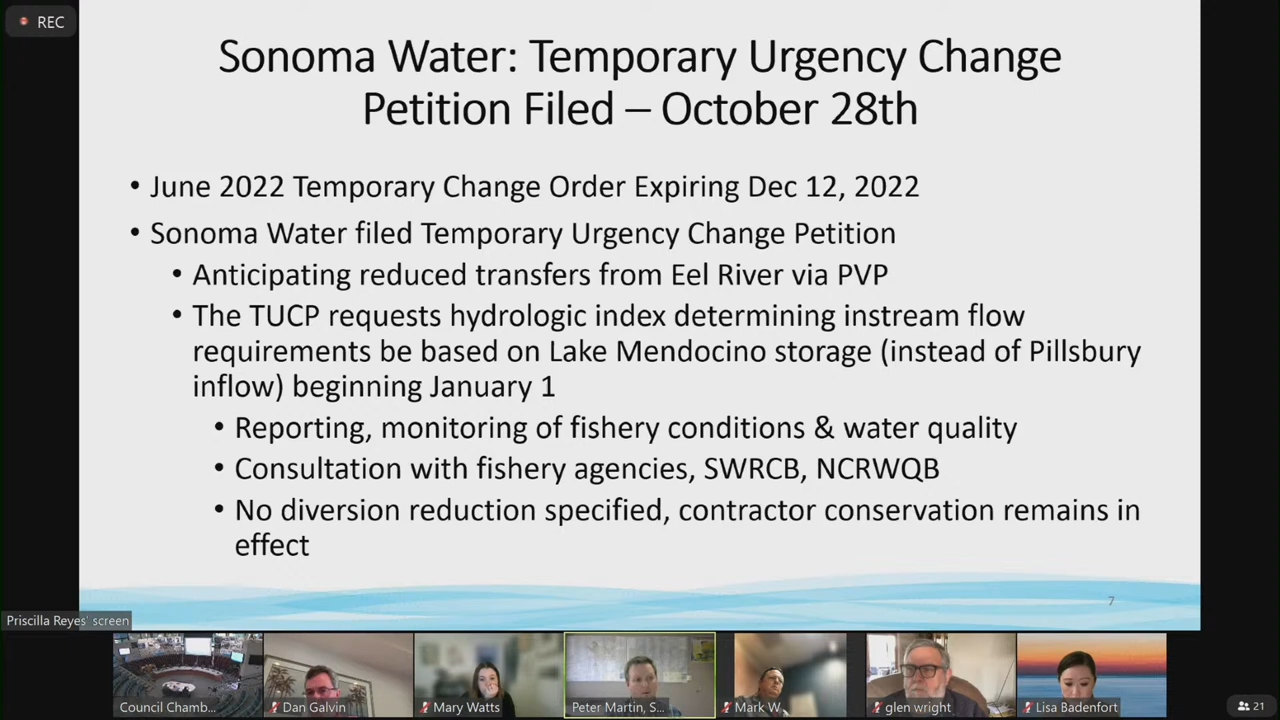 REC
Sonoma Water: Temporary Urgency Change
Petition Filed – October 28th
• June 2022 Temporary Change Order Expiring Dec 12, 2022
• Sonoma Water filed Temporary Urgency Change Petition
• Anticipating reduced transfers from Eel River via PVP
• The TUCP requests hydrologic index determining instream flow
requirements be based on Lake Mendocino storage (instead of Pillsbury
inflow) beginning January 1
• Reporting, monitoring of fishery conditions & water quality
• Consultation with fishery agencies, SWRCB, NCRWQB
• No diversion reduction specified, contractor conservation remains in
effect
7
Priscilla Reyes' screen
Council Chamb...
Dan Galvin
Mary Watts
Peter Martin, S...
Mark W.
glen wright
Lisa Badenfort
21